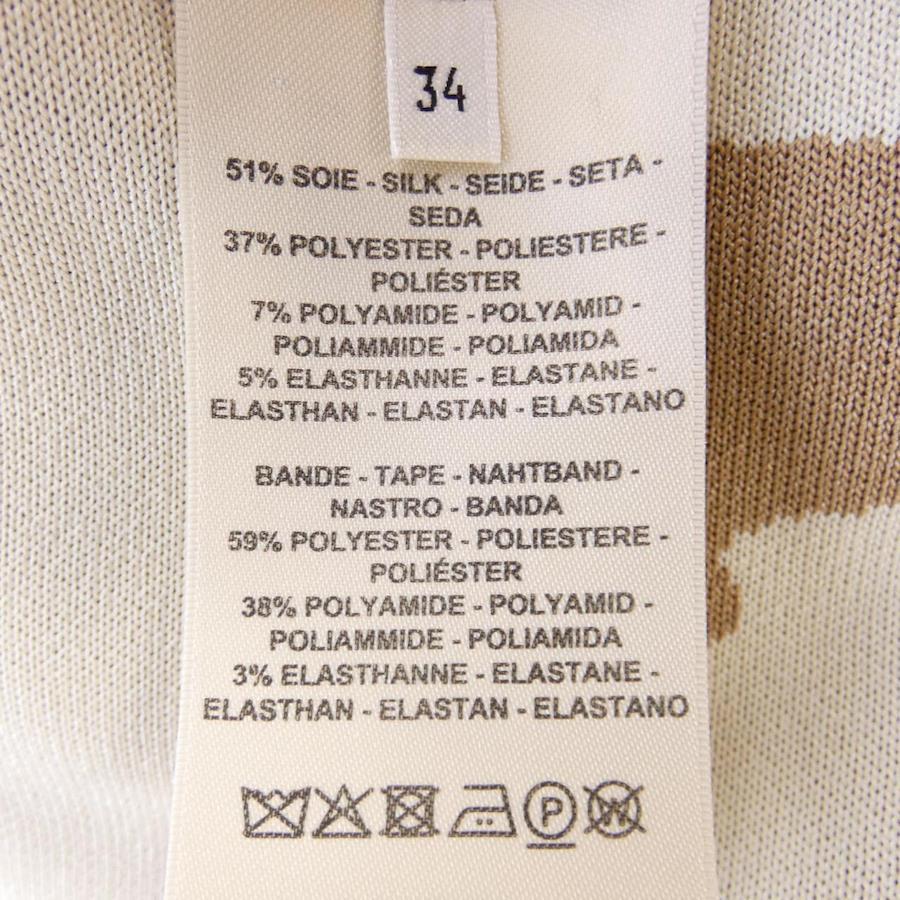 34
51% SOIE - SILK - SEIDE - SETA -
SEDA
37% POLYESTER - POLIESTERE -
POLIÉSTER
7% POLYAMIDE - POLYAMID -
POLIAMMIDE - POLIAMIDA
5% ELASTHANNE - ELASTANE -
ELASTHAN - ELASTAN - ELASTANO
BANDE - TAPE - NAHTBAND -
NASTRO - BANDA
59% POLYESTER - POLIESTERE -
POLIÉSTER
38% POLYAMIDE - POLYAMID -
POLIAMMIDE - POLIAMIDA
3% ELASTHANNE - ELASTANE -
ELASTHAN - ELASTAN - ELASTANO
P W